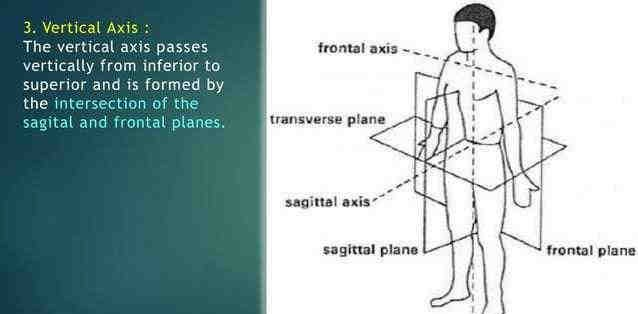 3. Vertical Axis :
The vertical axis passes
vertically from inferior to
superior and is formed by
the intersection of the
sagital and frontal planes.
frontal axis
transverse plane
sagittal axis
sagittal plane
frontal plane